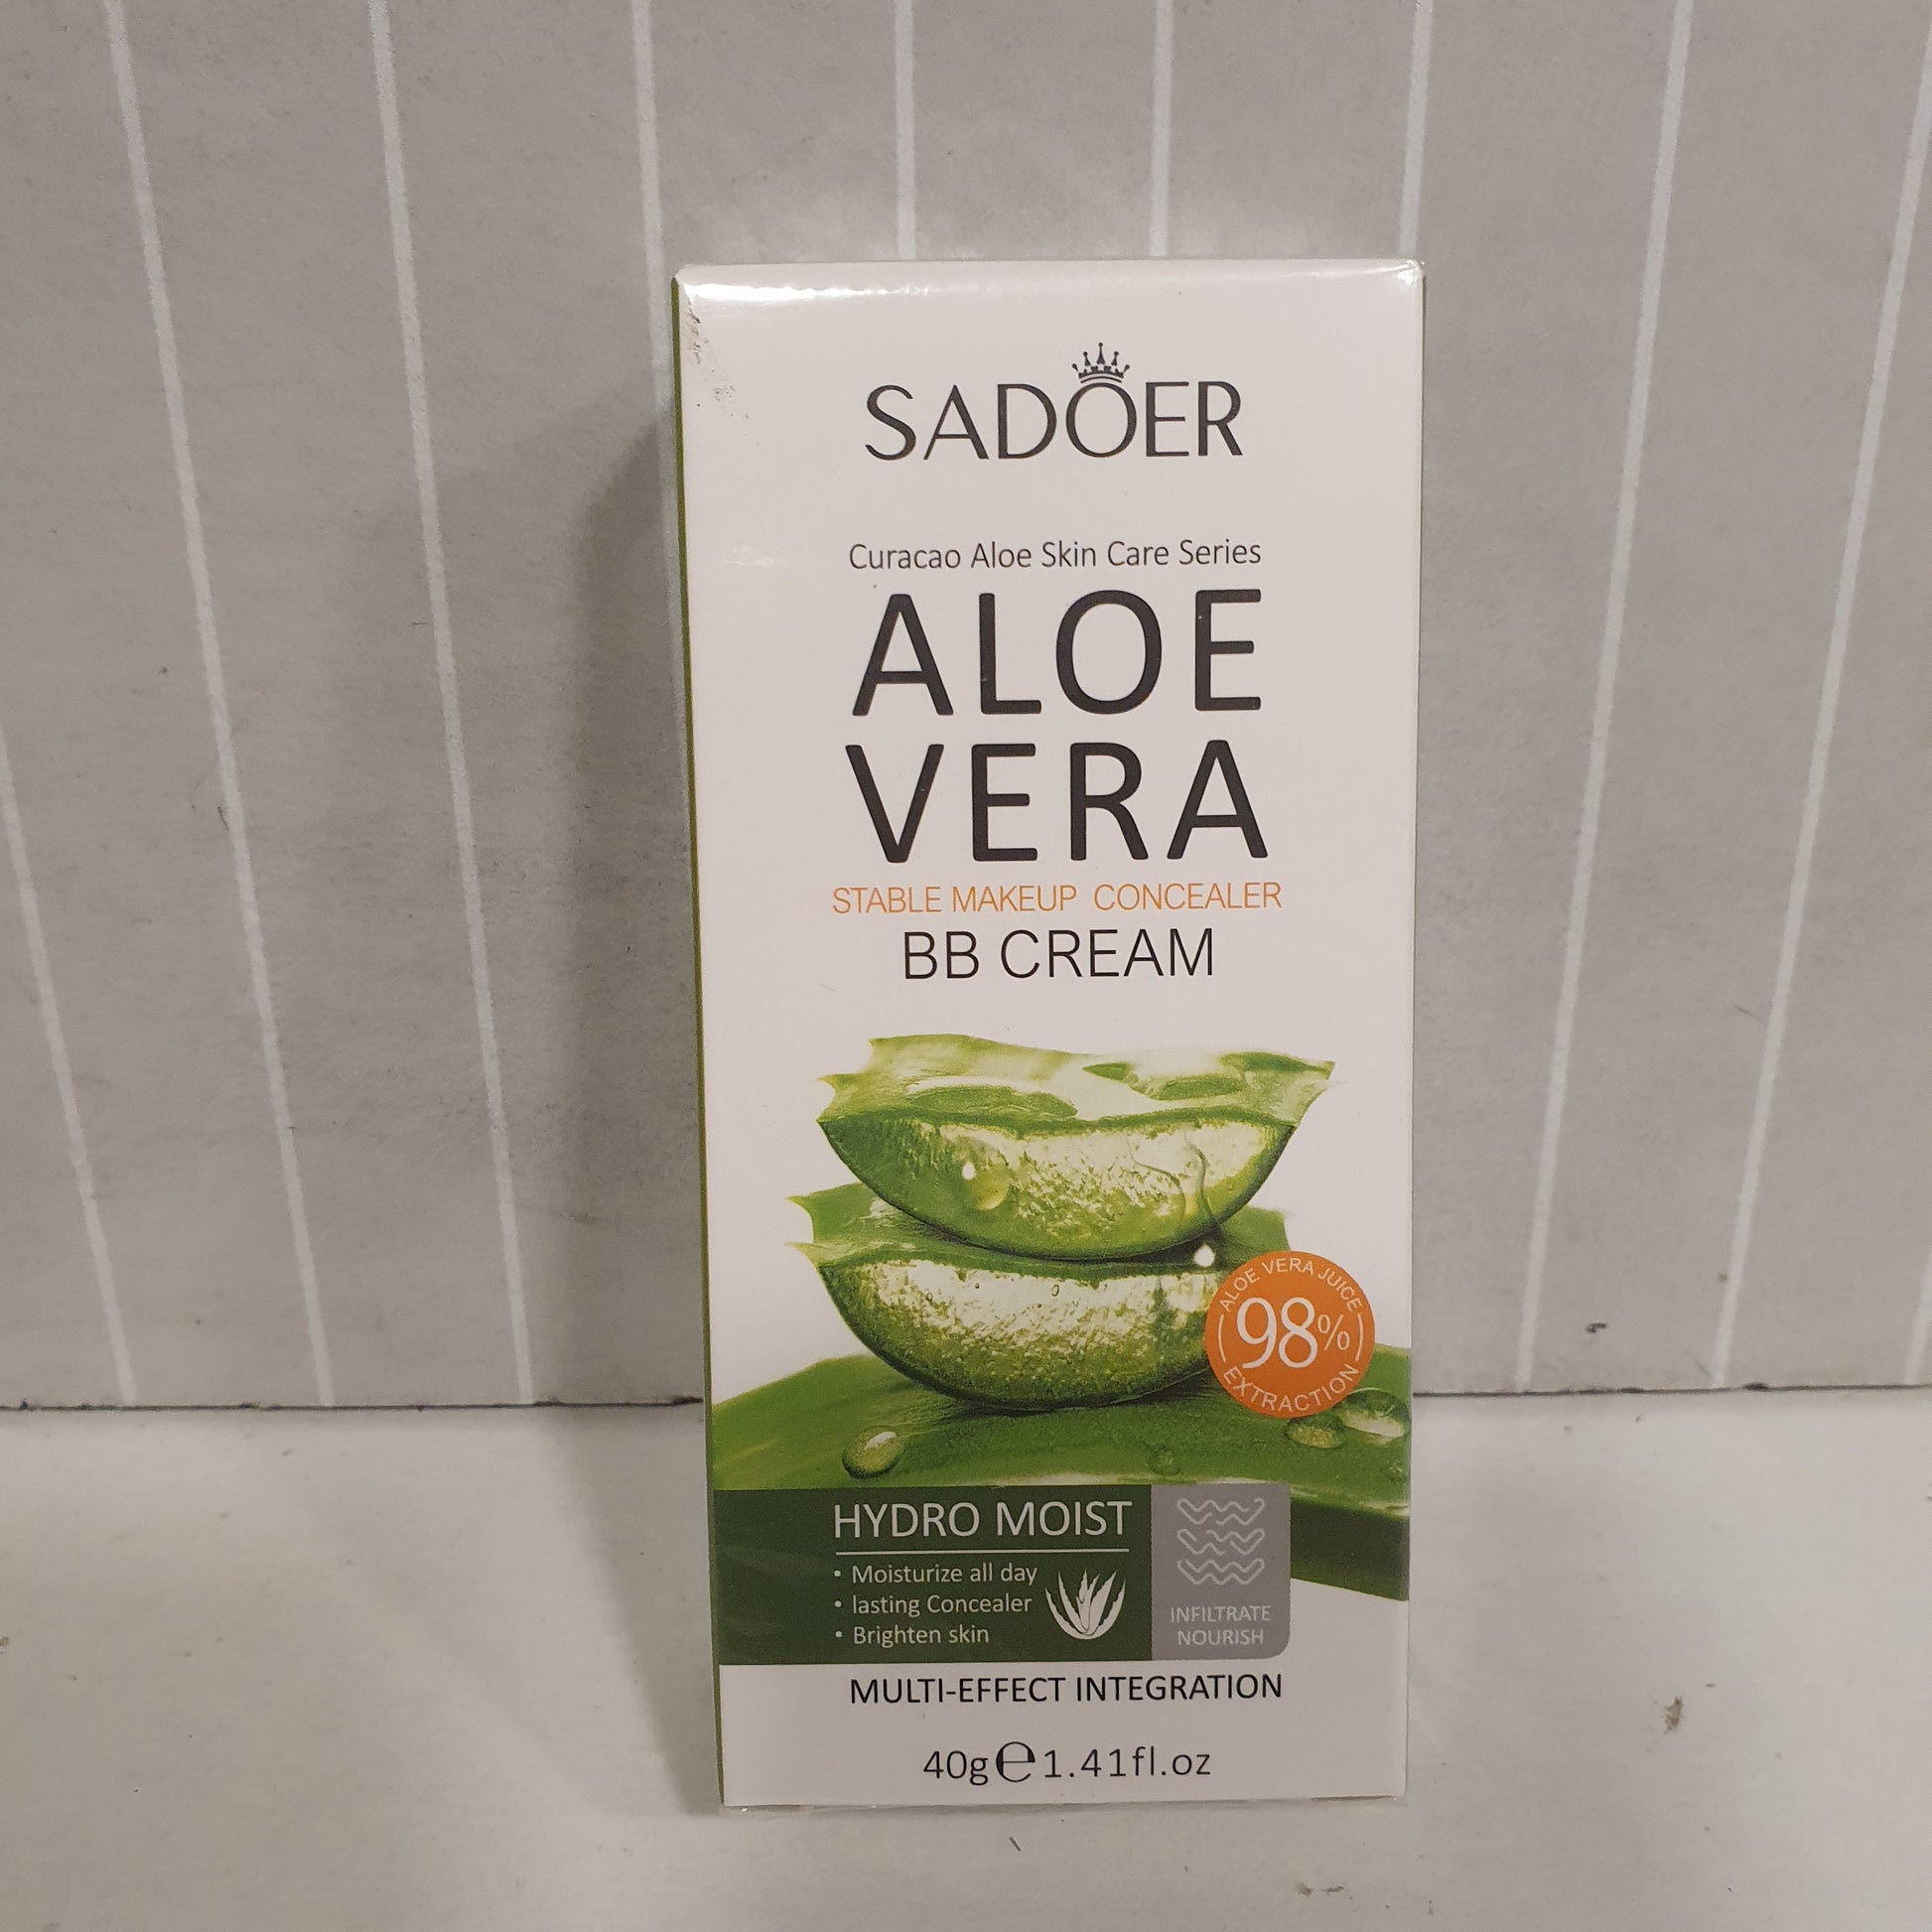 SADOER
Curacao Aloe Skin Care Series
ALOE
VERA
STABLE MAKEUP CONCEALER
BB CREAM
ALOE VERA JUICE
98%
EXTRACTION
HYDRO MOIST
• Moisturize all day
• lasting Concealer
• Brighten skin
INFILTRATE
NOURISH
MULTI-EFFECT INTEGRATION
40g℮1.41fl.oz